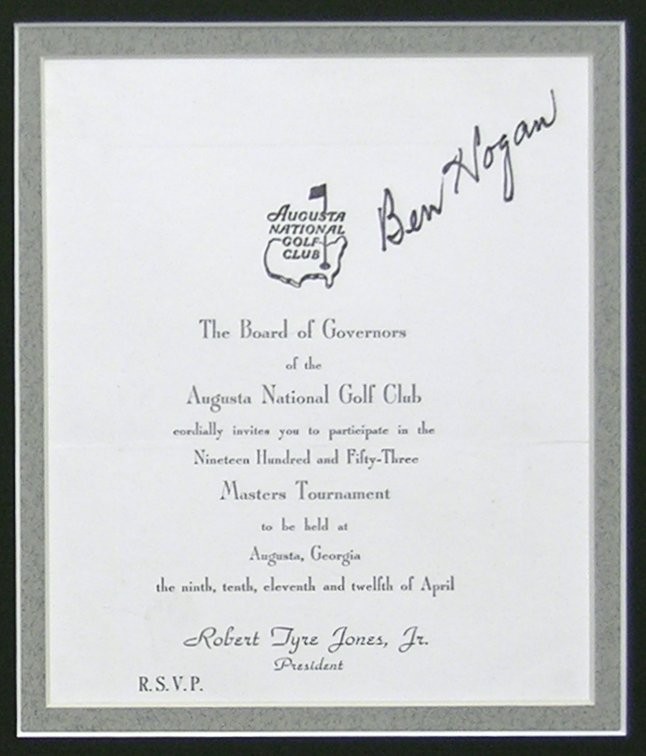 Ben Hogan
AUGUSTA
NATIONAL
GOLF
CLUB
The Board of Governors
of the
Augusta National Golf Club
cordially invites you to participate in the
Nineteen Hundred and Fifty-Three
Masters Tournament
to be held at
Augusta, Georgia
the ninth, tenth, eleventh and twelfth of April
Robert Tyre Jones, Jr.
President
R.S.V.P.